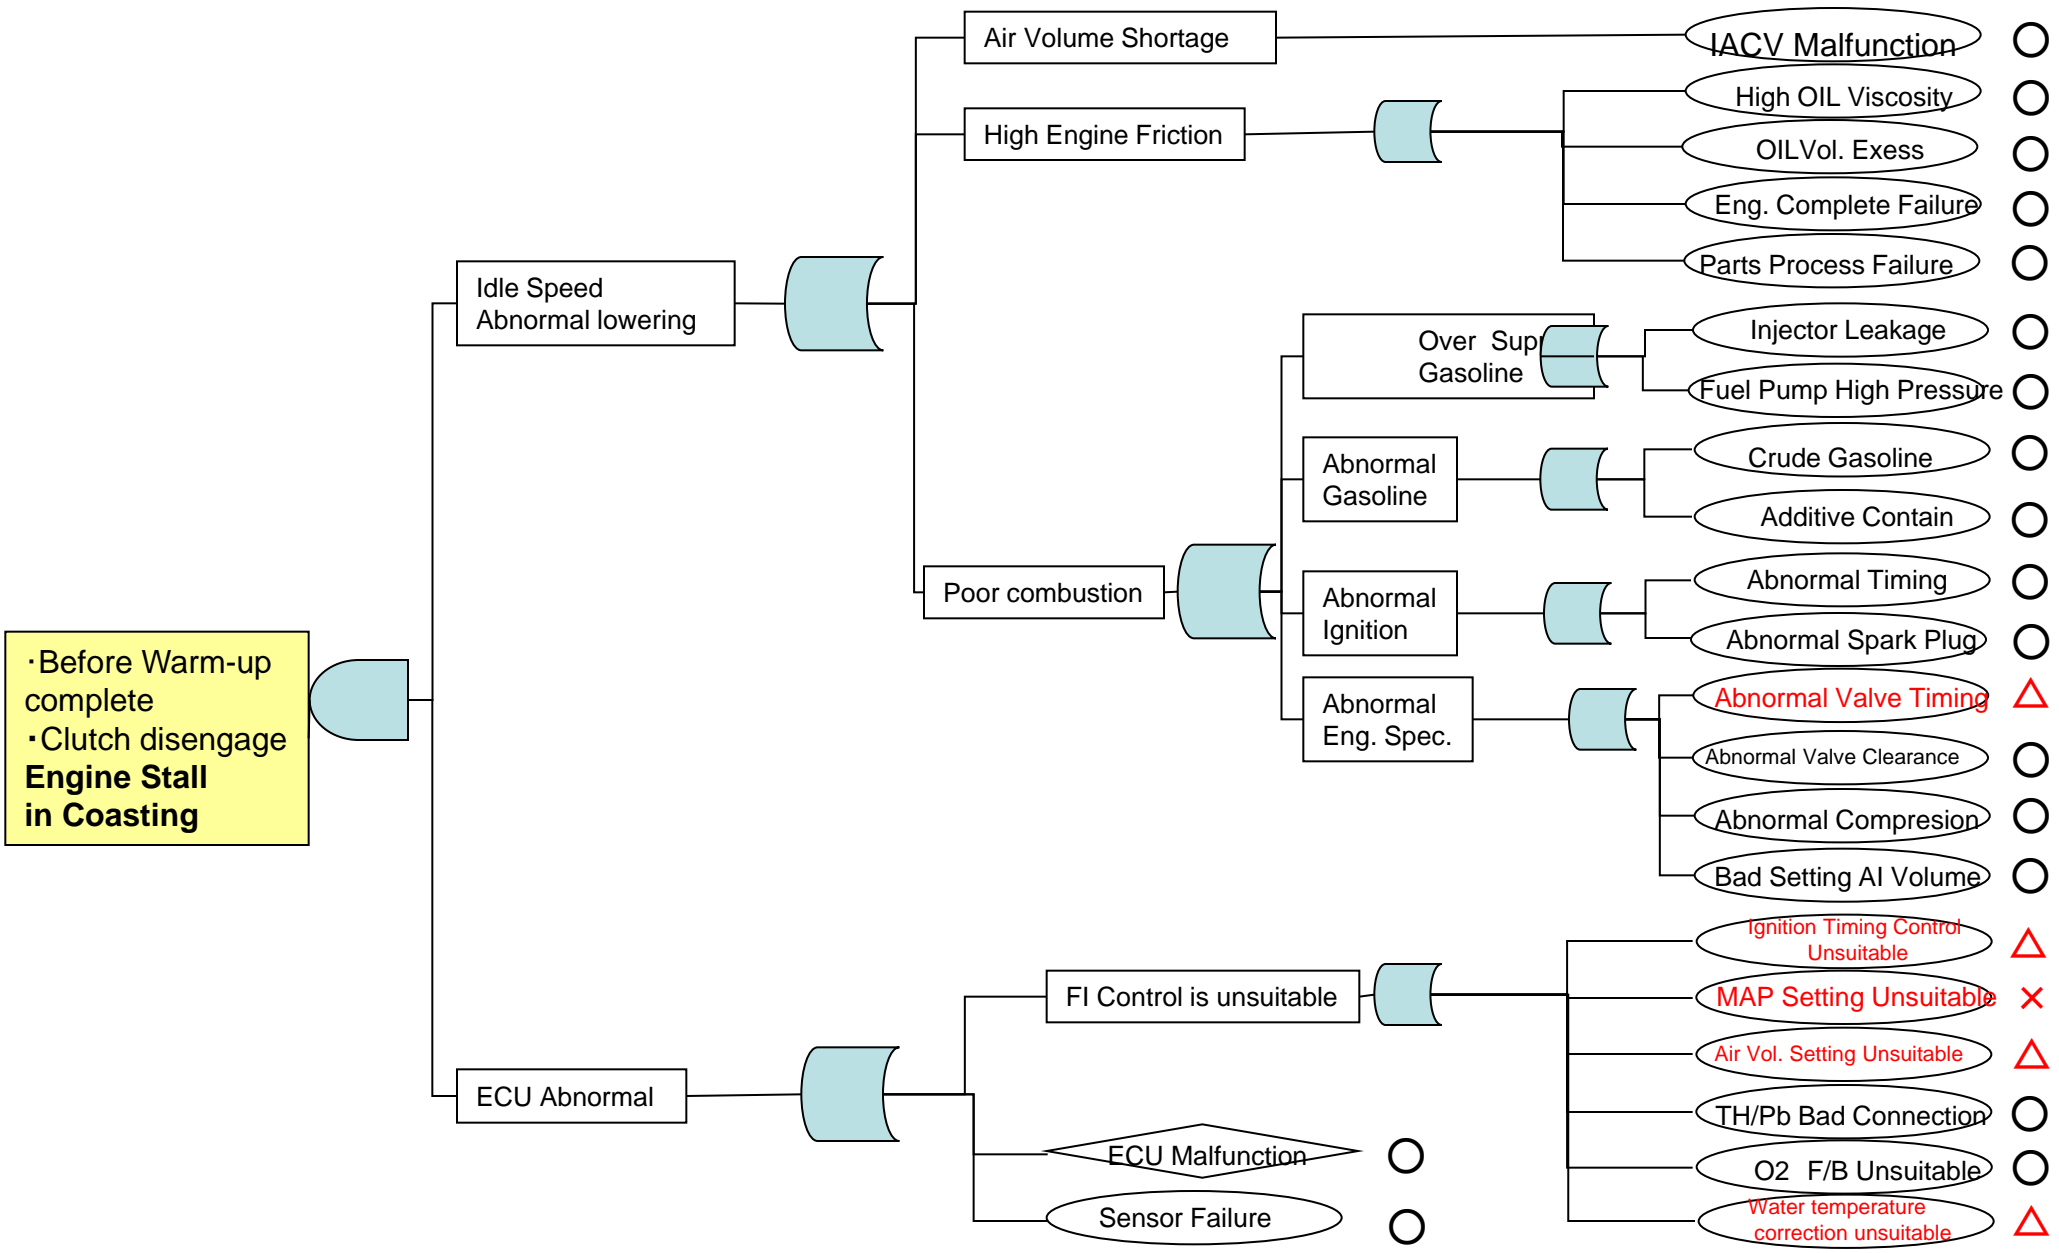 Air Volume Shortage
IACV Malfunction
High Engine Friction
High OIL Viscosity
OILVol. Exess
Eng. Complete Failure
Parts Process Failure
Idle Speed
Abnormal lowering
Over Sup
Gasoline
Injector Leakage
Fuel Pump High Pressure
Abnormal
Gasoline
Crude Gasoline
Additive Contain
Poor combustion
Abnormal
Ignition
Abnormal Timing
Abnormal Spark Plug
Abnormal
Eng. Spec.
Abnormal Valve Timing
Abnormal Valve Clearance
Abnormal Compresion
Bad Setting AI Volume
・Before Warm-up
complete
・Clutch disengage
Engine Stall
in Coasting
ECU Abnormal
FI Control is unsuitable
Ignition Timing Control
Unsuitable
MAP Setting Unsuitable
Air Vol. Setting Unsuitable
TH/Pb Bad Connection
O2 F/B Unsuitable
Water temperature
correction unsuitable
ECU Malfunction
Sensor Failure